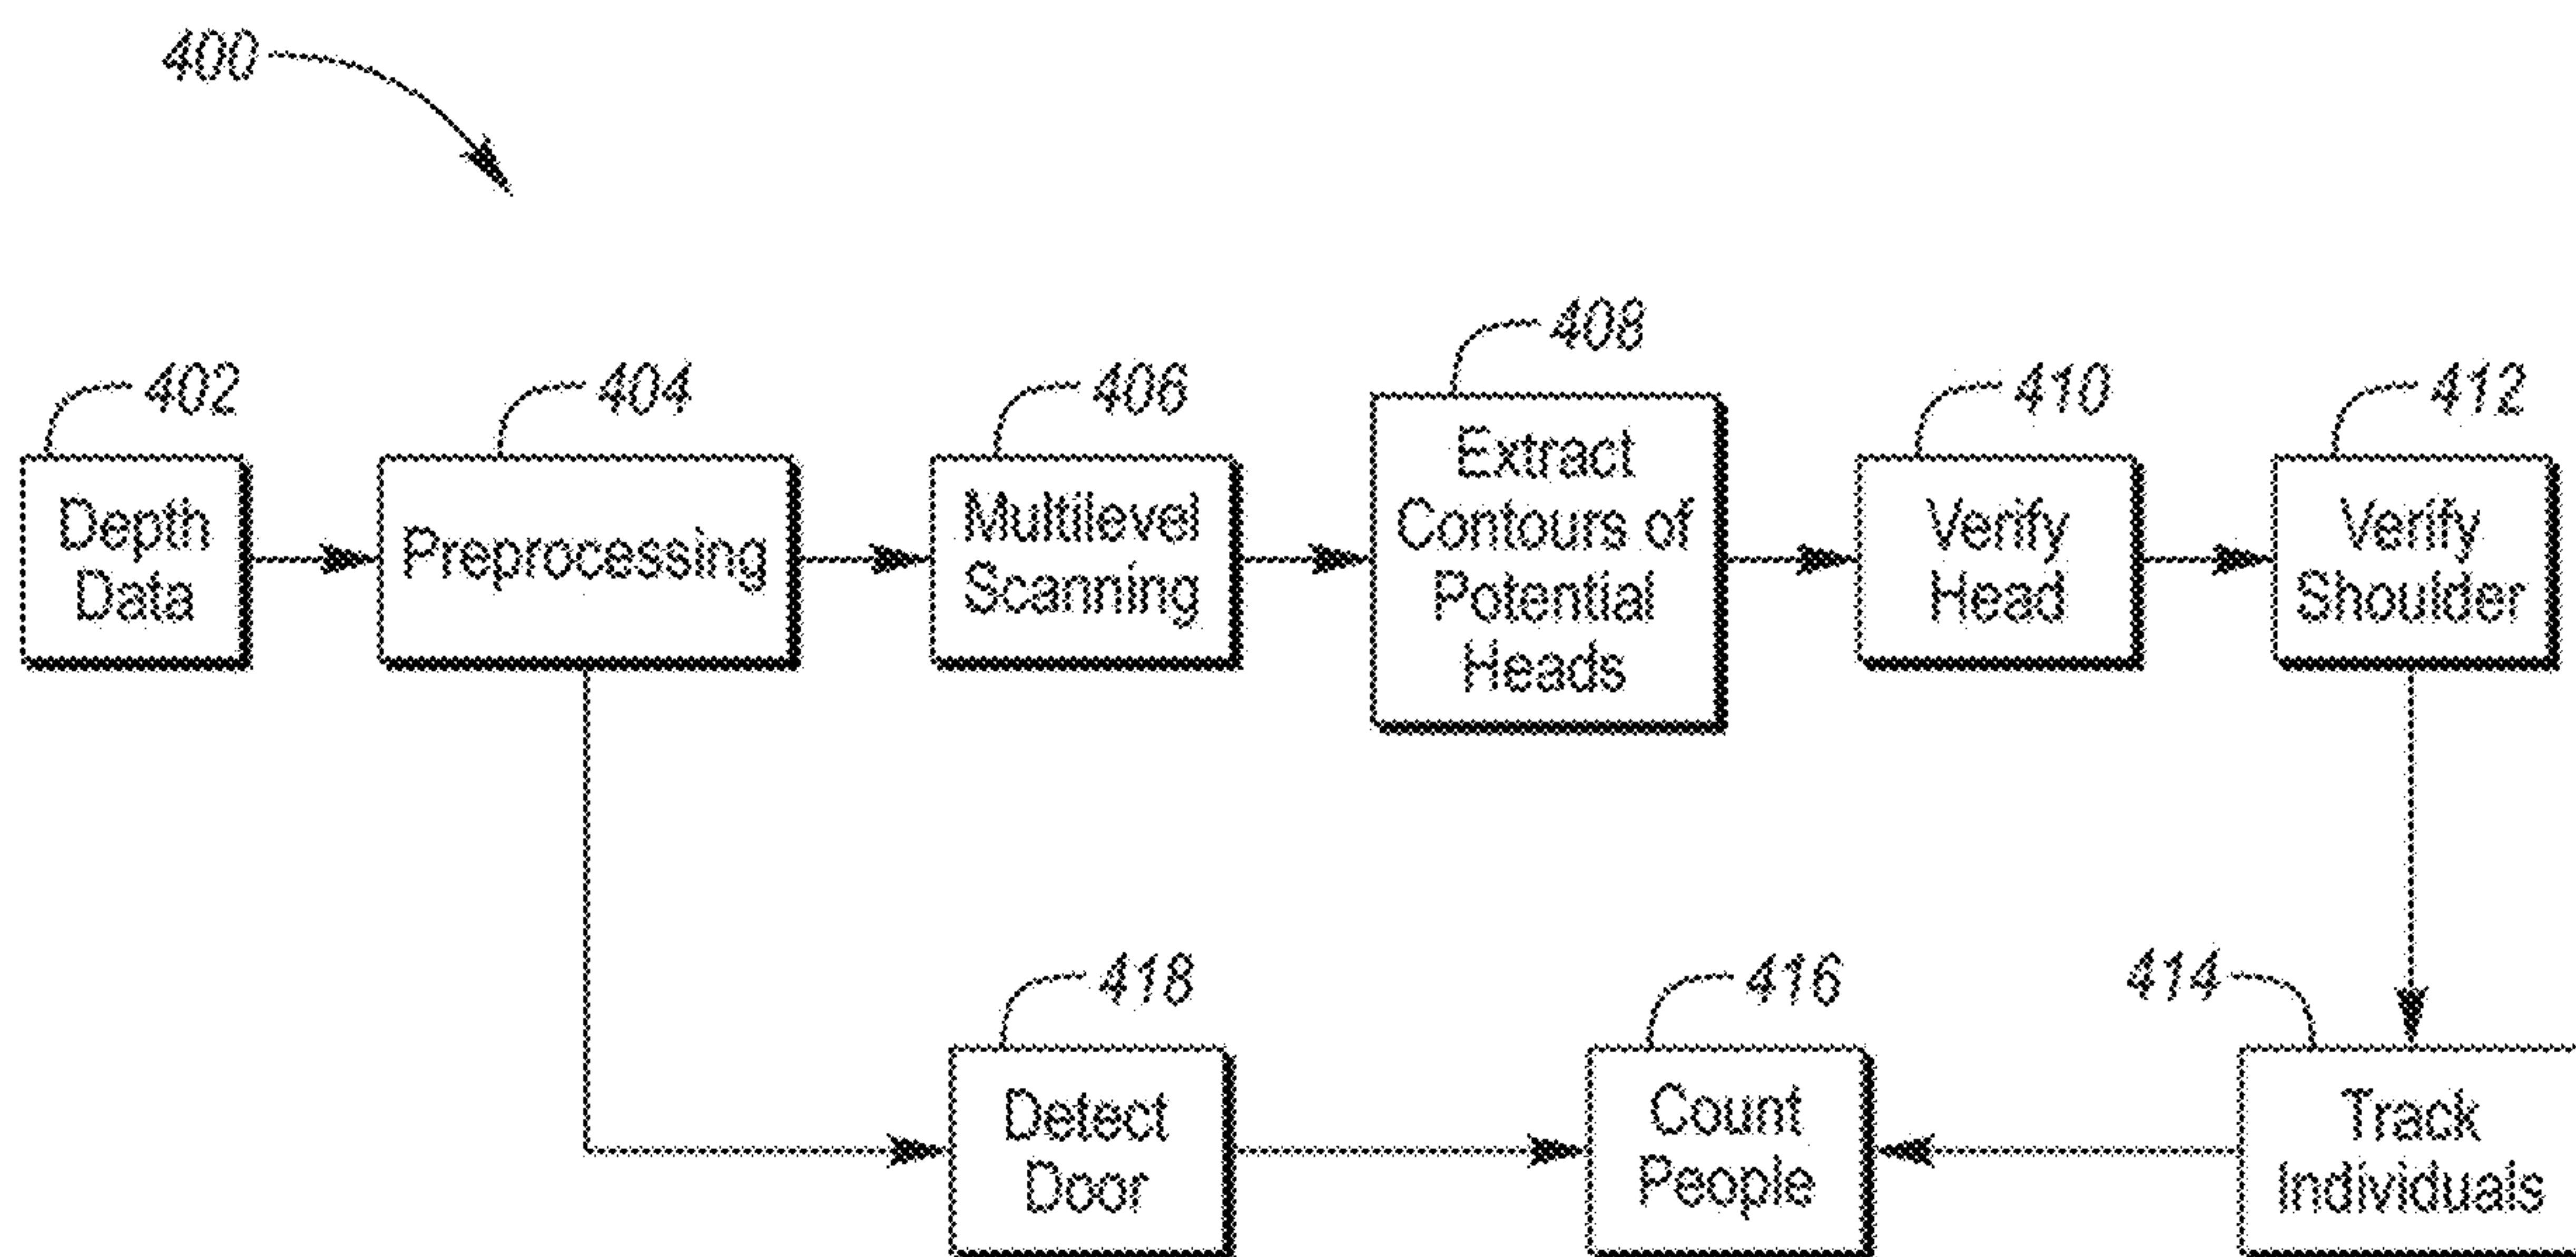 400
408
402
404
406
410
412
Depth
Data
Preprocessing
Multilevel
Scanning
Extract
Contours of
Potential
Heads
Verify
Head
Verify
Shoulder
418
416
414
Detect
Door
Count
People
Track
Individuals